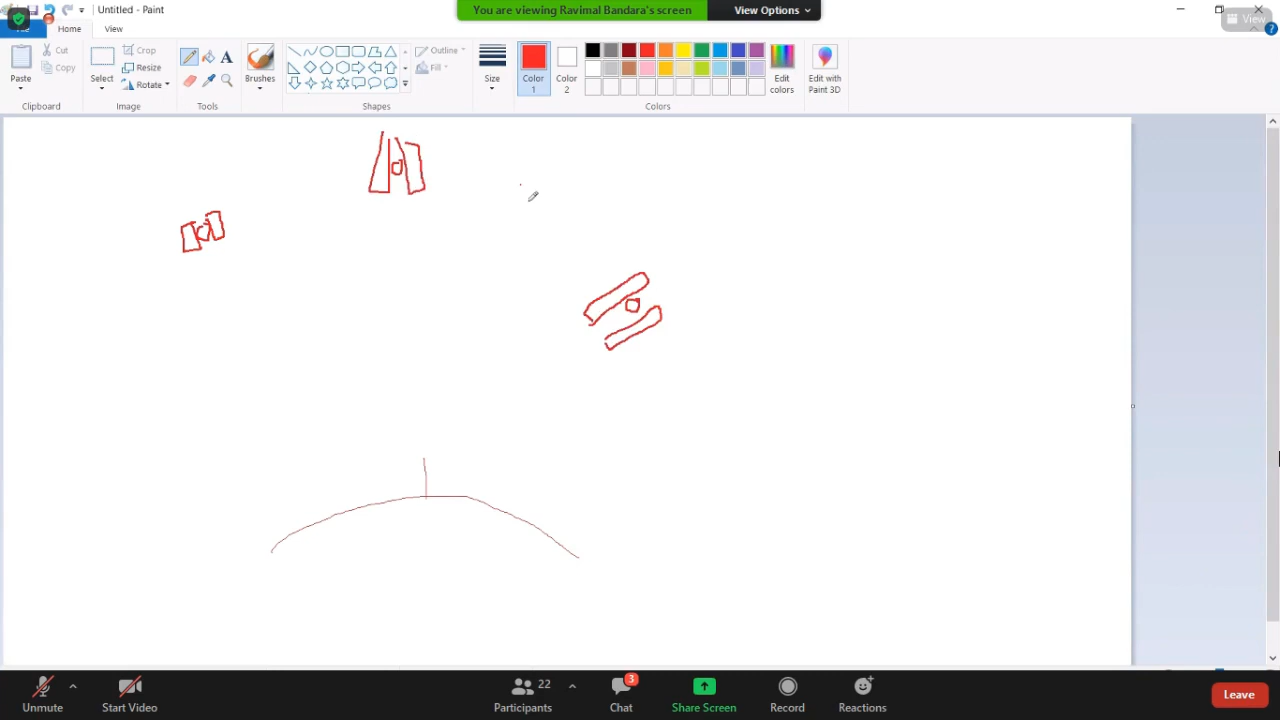 You are viewing Ravimal Bandara's screen
View Options
Untitled - Paint
View
Home
View
Paste
Cut
Copy
Clipboard
Select
Crop
Resize
Rotate
Image
Tools
Brushes
Outline
Fill
Shapes
Size
Color 1
Color 2
Edit colors
Colors
Edit with Paint 3D
Unmute
Start Video
22
Participants
3
Chat
Share Screen
Record
Reactions
Leave